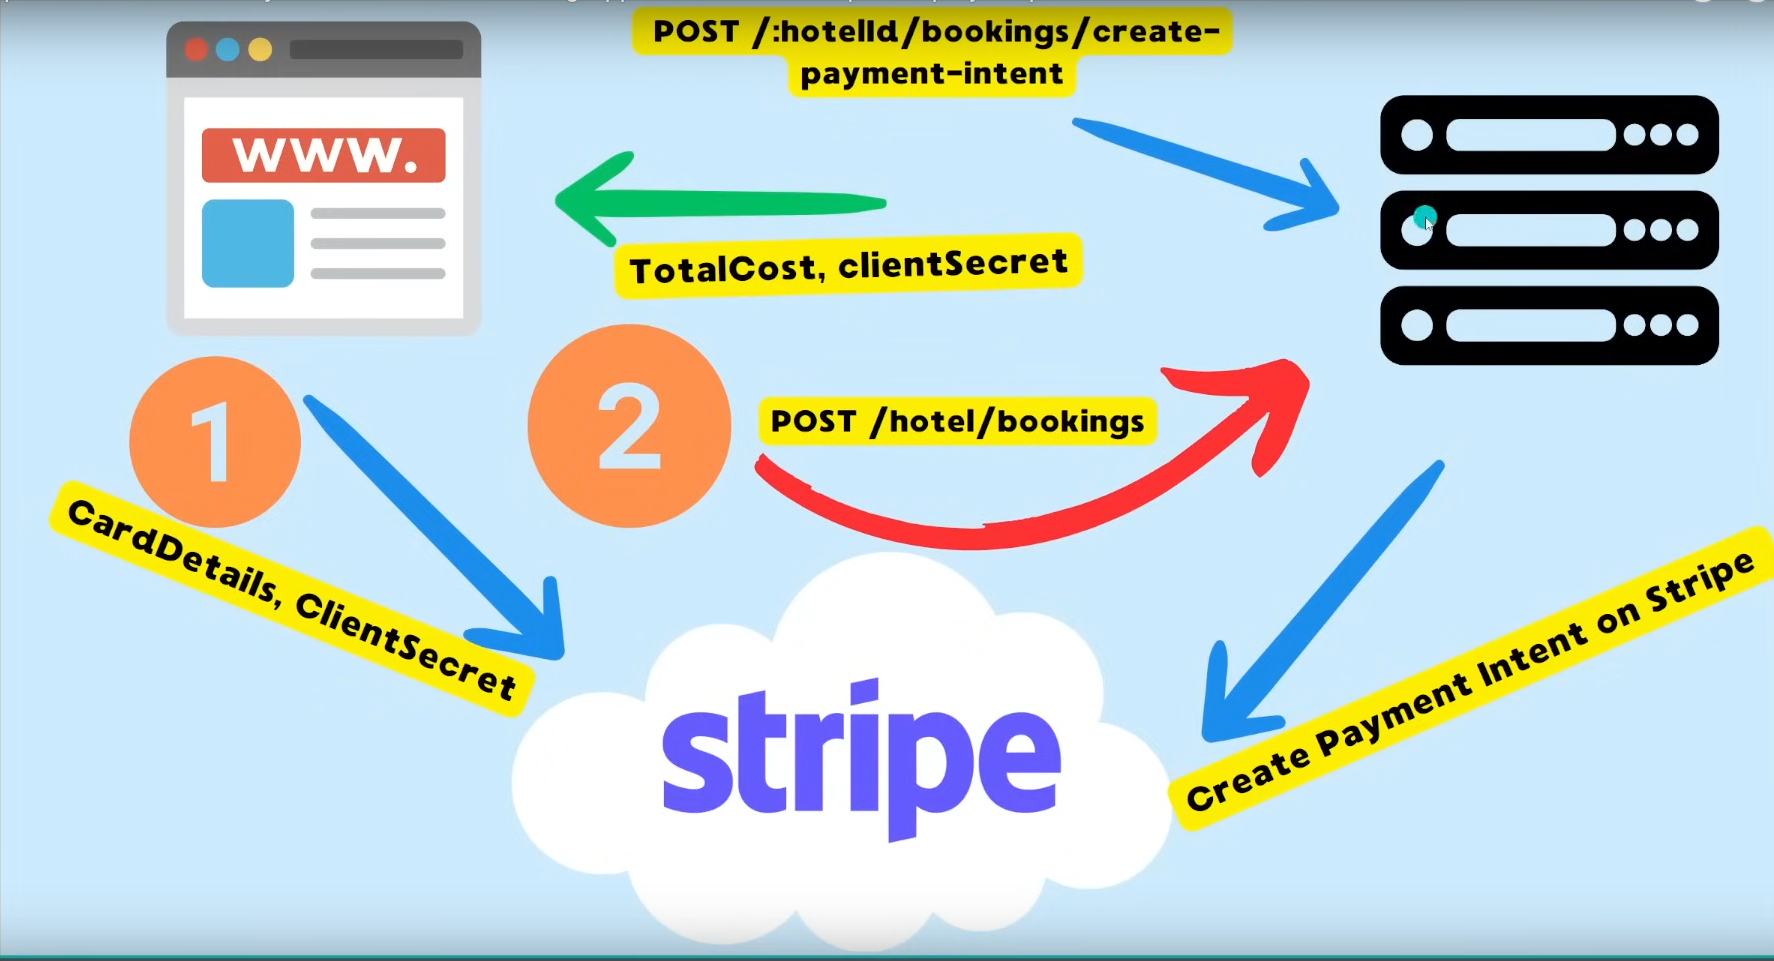 POST /:hotelId/bookings/create-
payment-intent
www.
TotalCost, clientSecret
1
2
POST /hotel/bookings
CardDetails, ClientSecret
stripe
Create Payment Intent on Stripe